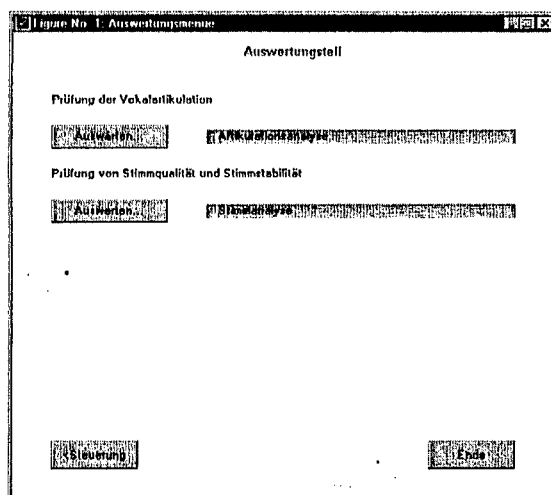 Figure No. 1: Auswertungsmenue
Auswertungsteil
Prüfung der Vokalartikulation
Auswerten... Artikulationsanalyse
Prüfung von Stimmqualität und Stimmstabilität
Auswerten... Stimmanalyse
<Steuerung Ende